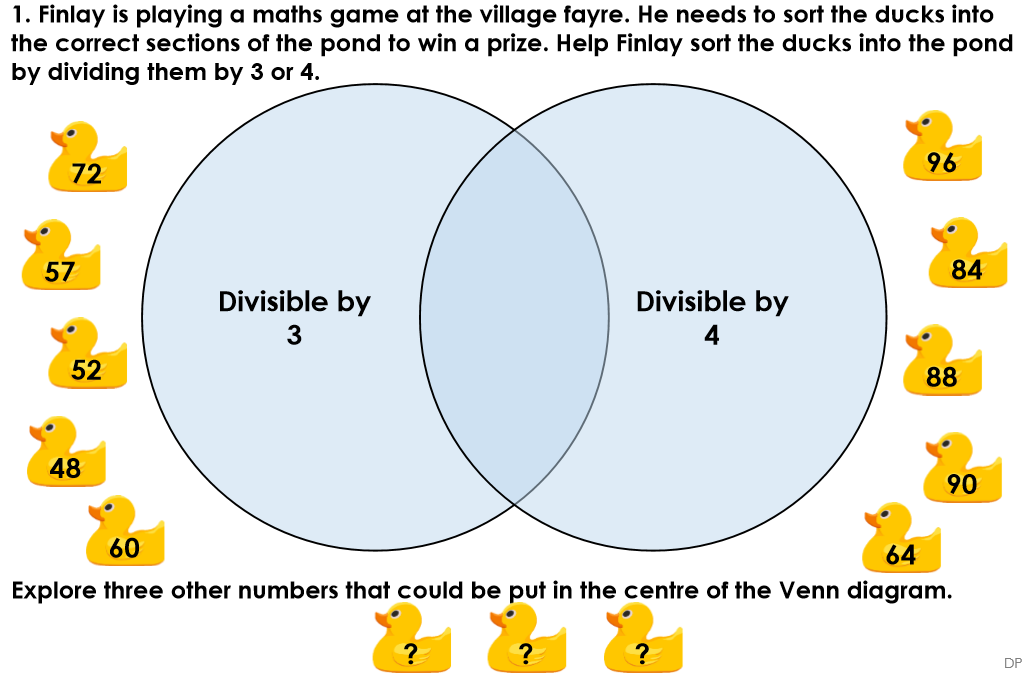 1. Finlay is playing a maths game at the village fayre. He needs to sort the ducks into
the correct sections of the pond to win a prize. Help Finlay sort the ducks into the pond
by dividing them by 3 or 4.
72
96
57
84
Divisible by
3
Divisible by
4
52
88
48
90
60
64
Explore three other numbers that could be put in the centre of the Venn diagram.
? ? ?
DP